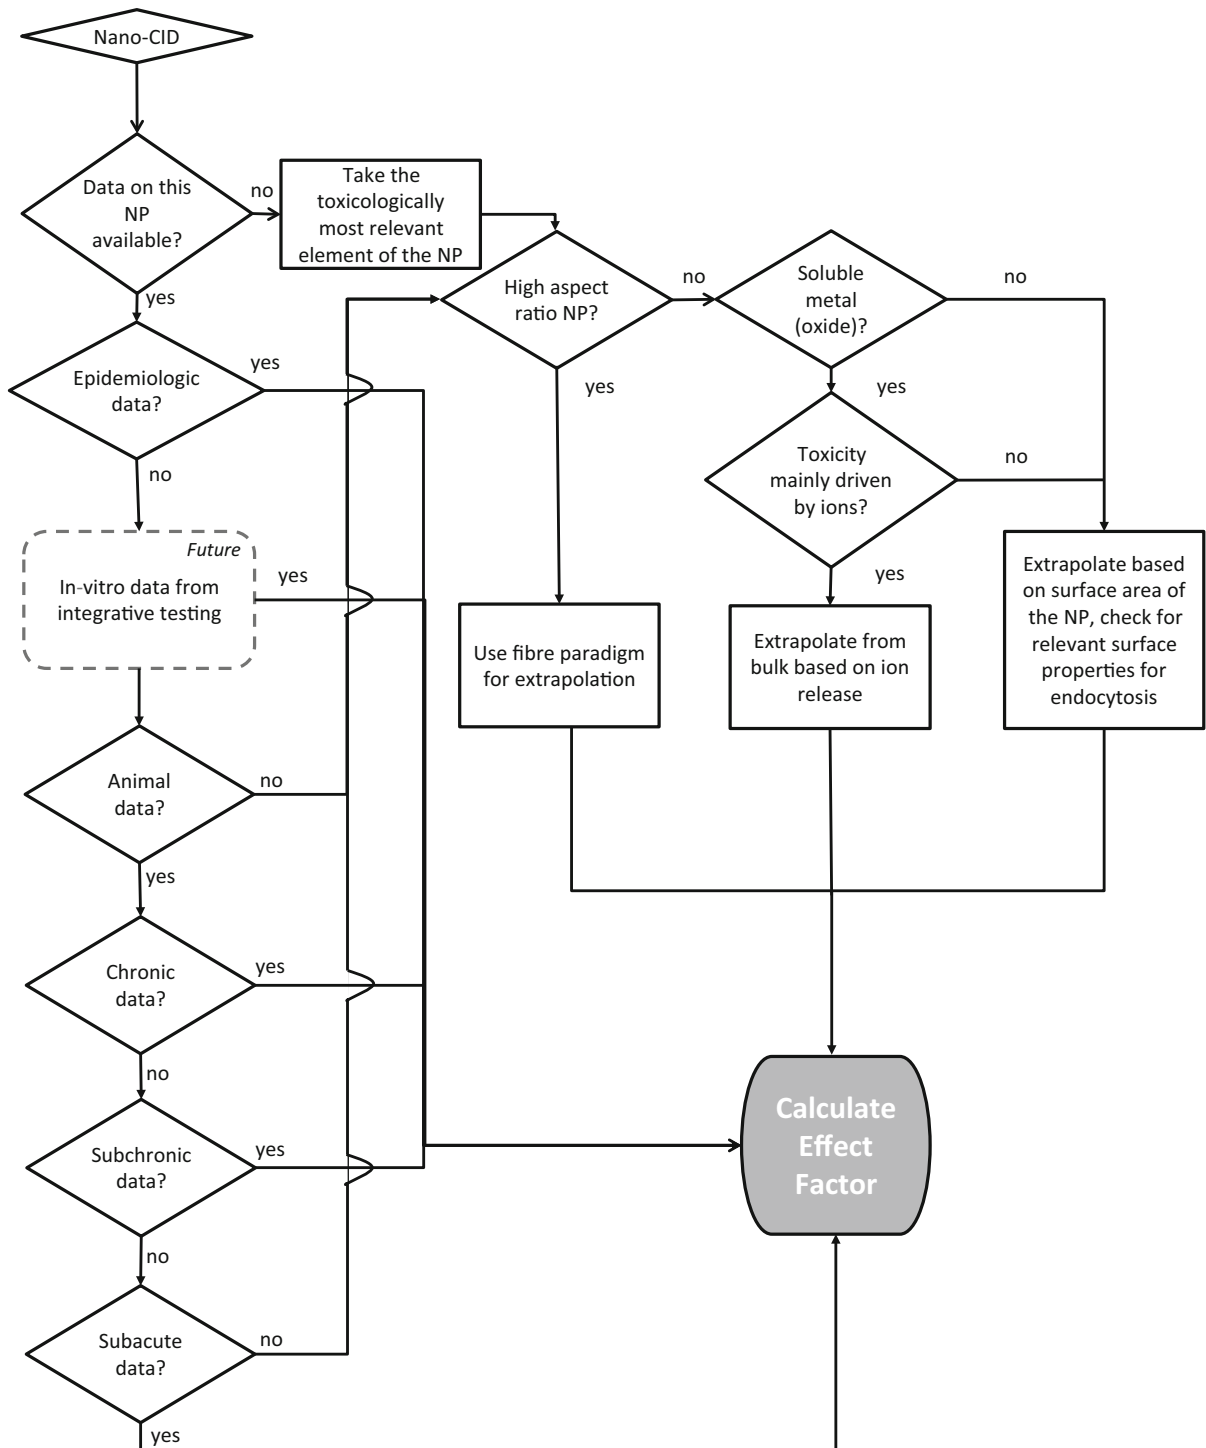 Nano-CID
Data on this
NP
available?
no
Take the
toxicologically
most relevant
element of the NP
yes
High aspect
ratio NP?
no
Soluble
metal
(oxide)?
no
Epidemiologic
data?
yes
yes
yes
no
Toxicity
mainly driven
by ions?
no
Future
In-vitro data from
integrative testing
yes
yes
Extrapolate based
on surface area of
the NP, check for
relevant surface
properties for
endocytosis
Use fibre paradigm
for extrapolation
Extrapolate from
bulk based on ion
release
Animal
data?
no
yes
Chronic
data?
yes
no
Calculate
Effect
Factor
Subchronic
data?
yes
no
Subacute
data?
no
yes